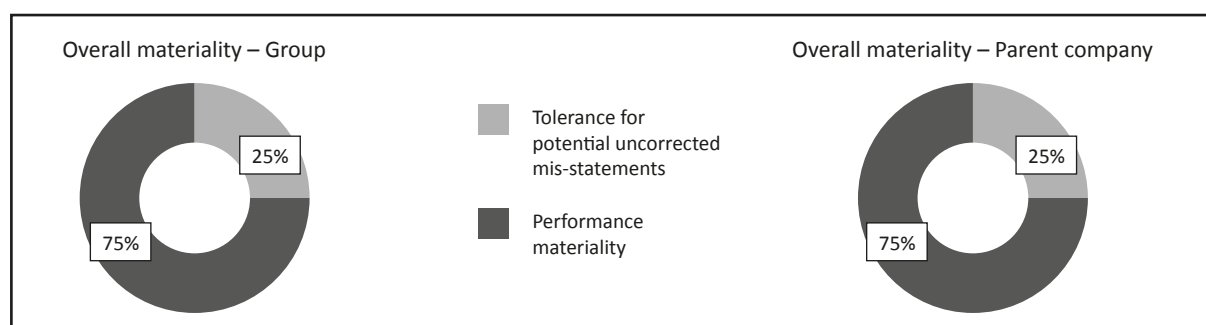 Overall materiality – Group
Overall materiality – Parent company
25%
75%
Tolerance for
potential uncorrected
mis-statements
Performance
materiality
25%
75%